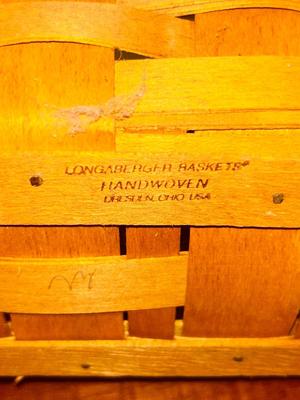 LONGABERGER BASKETS®
HANDWOVEN
DRESDEN, OHIO USA